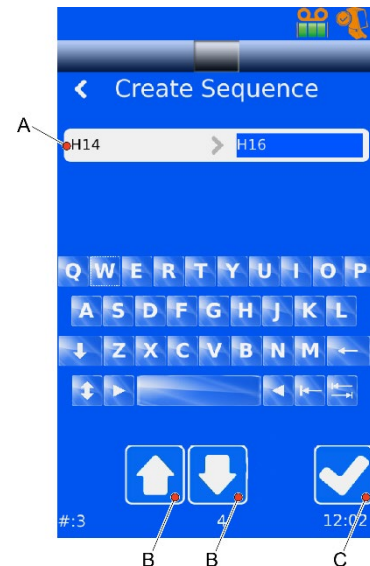 Create Sequence
A
H14 H16
Q W E R T Y U I O P
A S D F G H J K L
Z X C V B N M
#:3 4 12:02
B B C